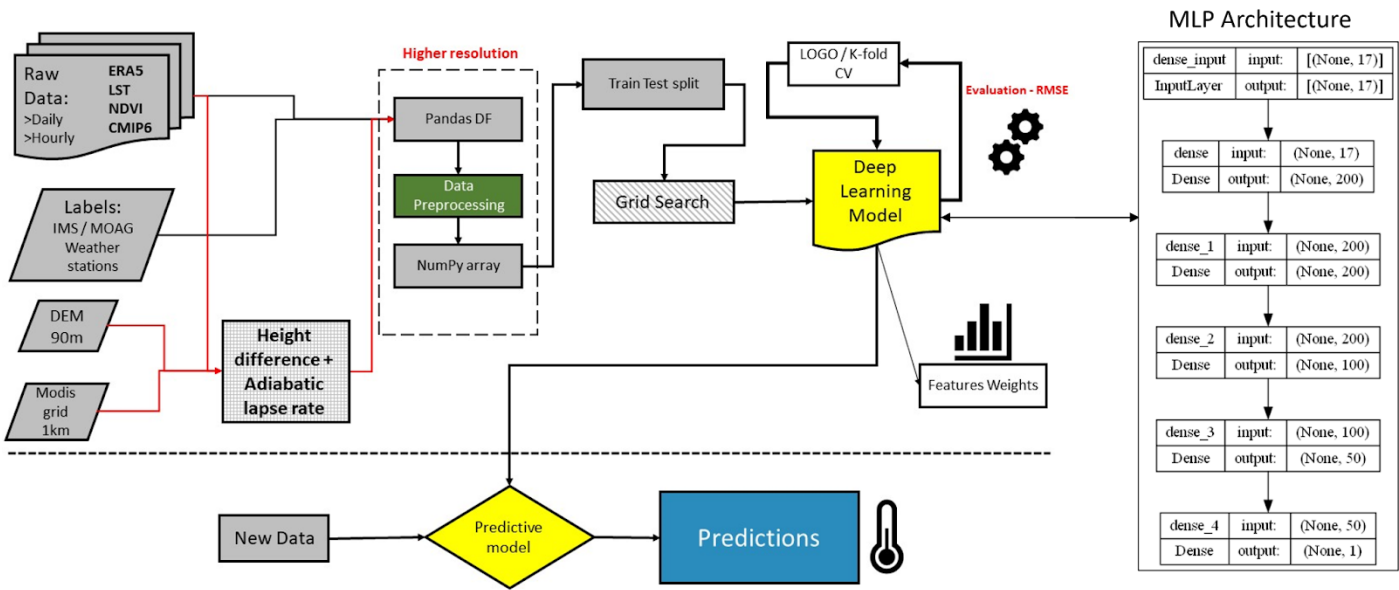 MLP Architecture
Raw
Data:
>Daily
>Hourly
ERA5
LST
NDVI
CMIP6
Labels:
IMS / MOAG
Weather
stations
DEM
90m
Modis
grid
1km
Height
difference +
Adiabatic
lapse rate
Higher resolution
Pandas DF
Data
Preprocessing
NumPy array
Train Test split
Grid Search
LOGO / K-fold
CV
Evaluation - RMSE
Deep
Learning
Model
Features Weights
New Data
Predictive
model
Predictions
dense_input input: [(None, 17)]
InputLayer output: [(None, 17)]
dense input: (None, 17)
Dense output: (None, 200)
dense_1 input: (None, 200)
Dense output: (None, 200)
dense_2 input: (None, 200)
Dense output: (None, 100)
dense_3 input: (None, 100)
Dense output: (None, 50)
dense_4 input: (None, 50)
Dense output: (None, 1)